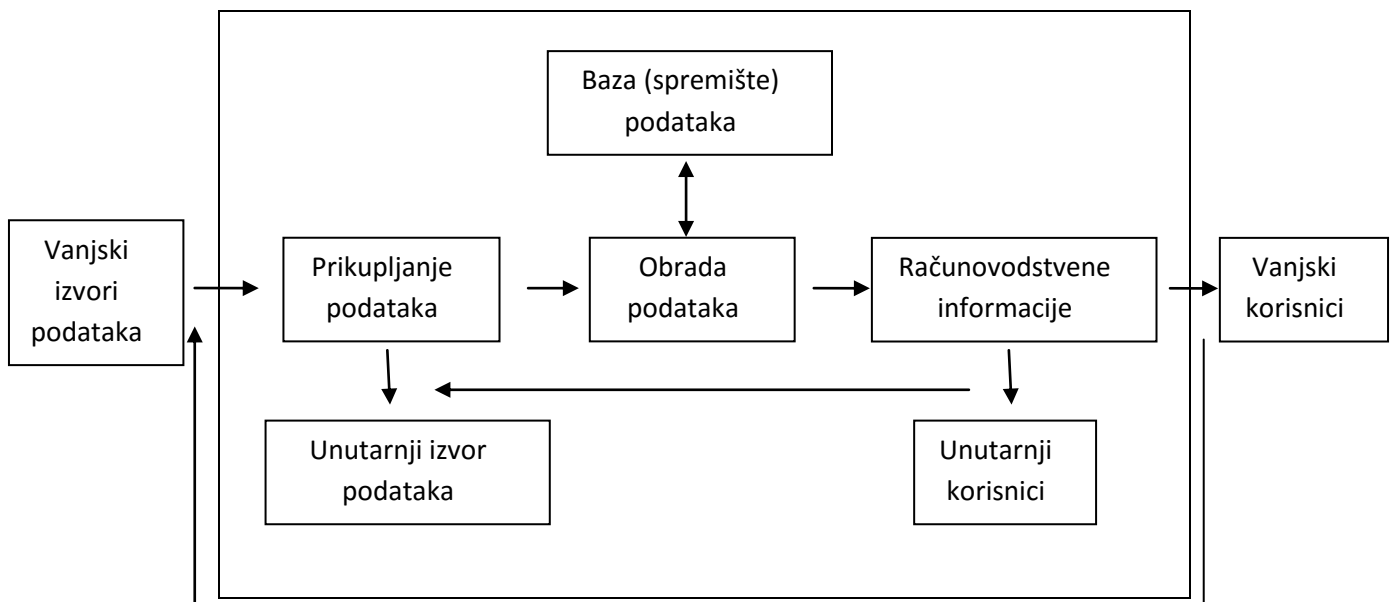 Baza (spremište)
podataka
Vanjski
izvori
podataka
Prikupljanje
podataka
Obrada
podataka
Računovodstvene
informacije
Vanjski
korisnici
Unutarnji izvor
podataka
Unutarnji
korisnici